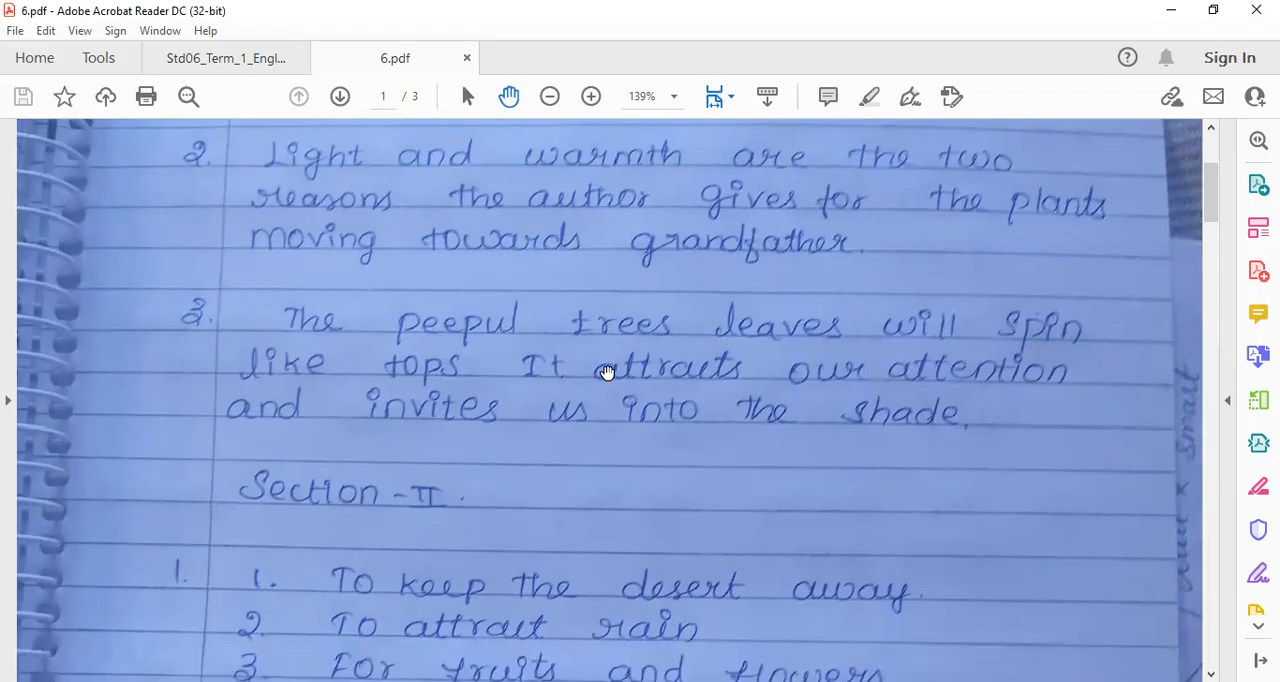 6.pdf - Adobe Acrobat Reader DC (32-bit)
File Edit View Sign Window Help
Home Tools Std06_Term_1_Engl... 6.pdf × Sign In
1 / 3 139%
2. Light and warmth are the two
reasons the author gives for the plants
moving towards grandfather.
3. The peepul trees leaves will spin
like tops It attracts our attention
and invites us into the shade.
Section - II.
1. 1. To keep the desert away.
2. To attract rain
3. For fruits and flowers
smart